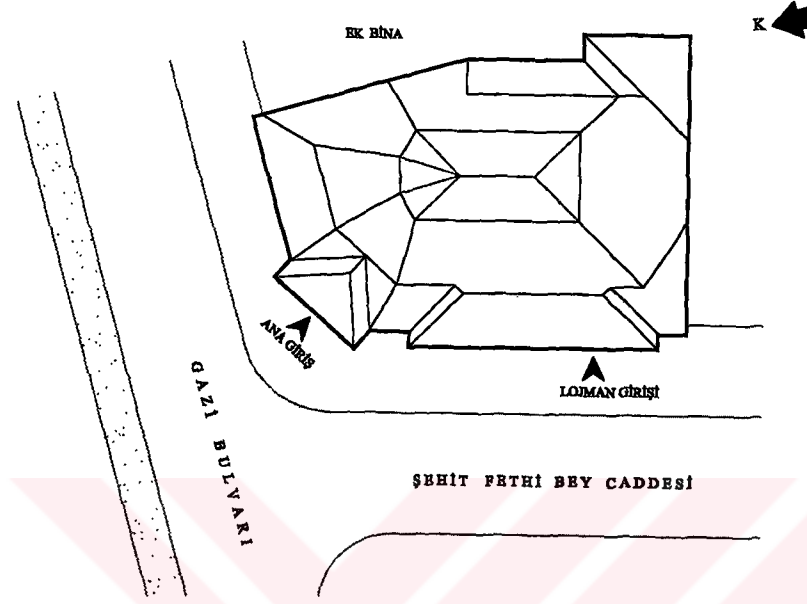 EK BİNA
K
ANA GİRİŞ
LOJMAN GİRİŞİ
GAZİ BULVARI
ŞEHİT FETHİ BEY CADDESİ